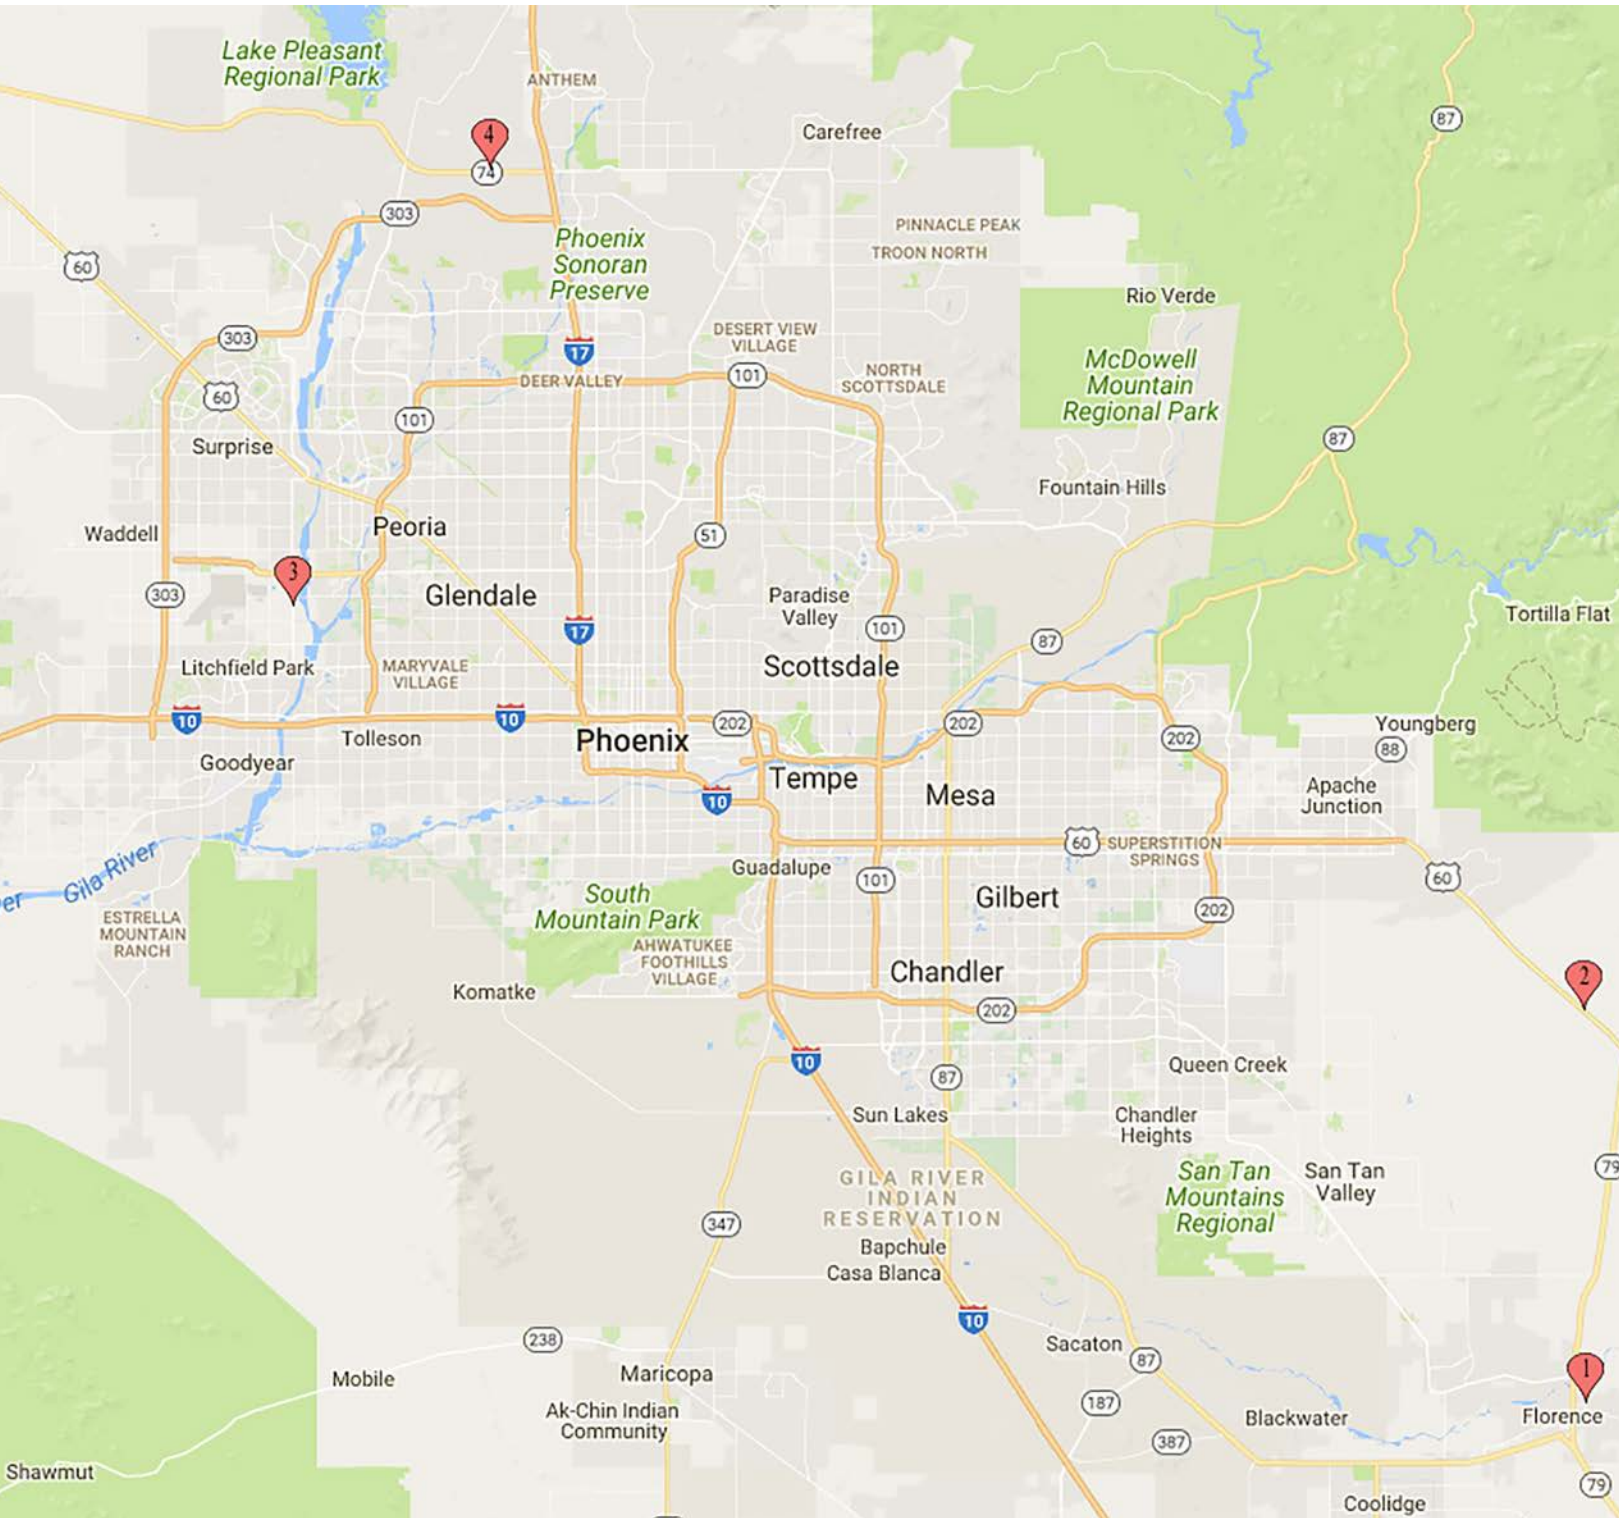 Lake Pleasant
Regional Park
ANTHEM
87
Carefree
4
74
303
PINNACLE PEAK
Phoenix
Sonoran
Preserve
TROON NORTH
60
Rio Verde
303
DESERT VIEW
VILLAGE
17
McDowell
Mountain
Regional Park
DEER VALLEY
101
NORTH
SCOTTSDALE
60
101
87
Surprise
Fountain Hills
Waddell
Peoria
51
3
303
Glendale
Paradise
Valley
Tortilla Flat
17
101
87
Litchfield Park
MARYVALE
VILLAGE
Scottsdale
10
10
202
202
Youngberg
Tolleson
Phoenix
202
88
Goodyear
Tempe
Mesa
Apache
Junction
10
Gila River
er
60
SUPERSTITION
SPRINGS
Guadalupe
101
60
South
Mountain Park
Gilbert
202
ESTRELLA
MOUNTAIN
RANCH
AHWATUKEE
FOOTHILLS
VILLAGE
Chandler
2
Komatke
202
10
Queen Creek
87
Sun Lakes
Chandler
Heights
GILA RIVER
INDIAN
RESERVATION
San Tan
Mountains
Regional
San Tan
Valley
79
347
Bapchule
Casa Blanca
10
238
Sacaton
87
Mobile
Maricopa
1
187
Ak-Chin Indian
Community
Blackwater
Florence
387
Shawmut
79
Coolidge